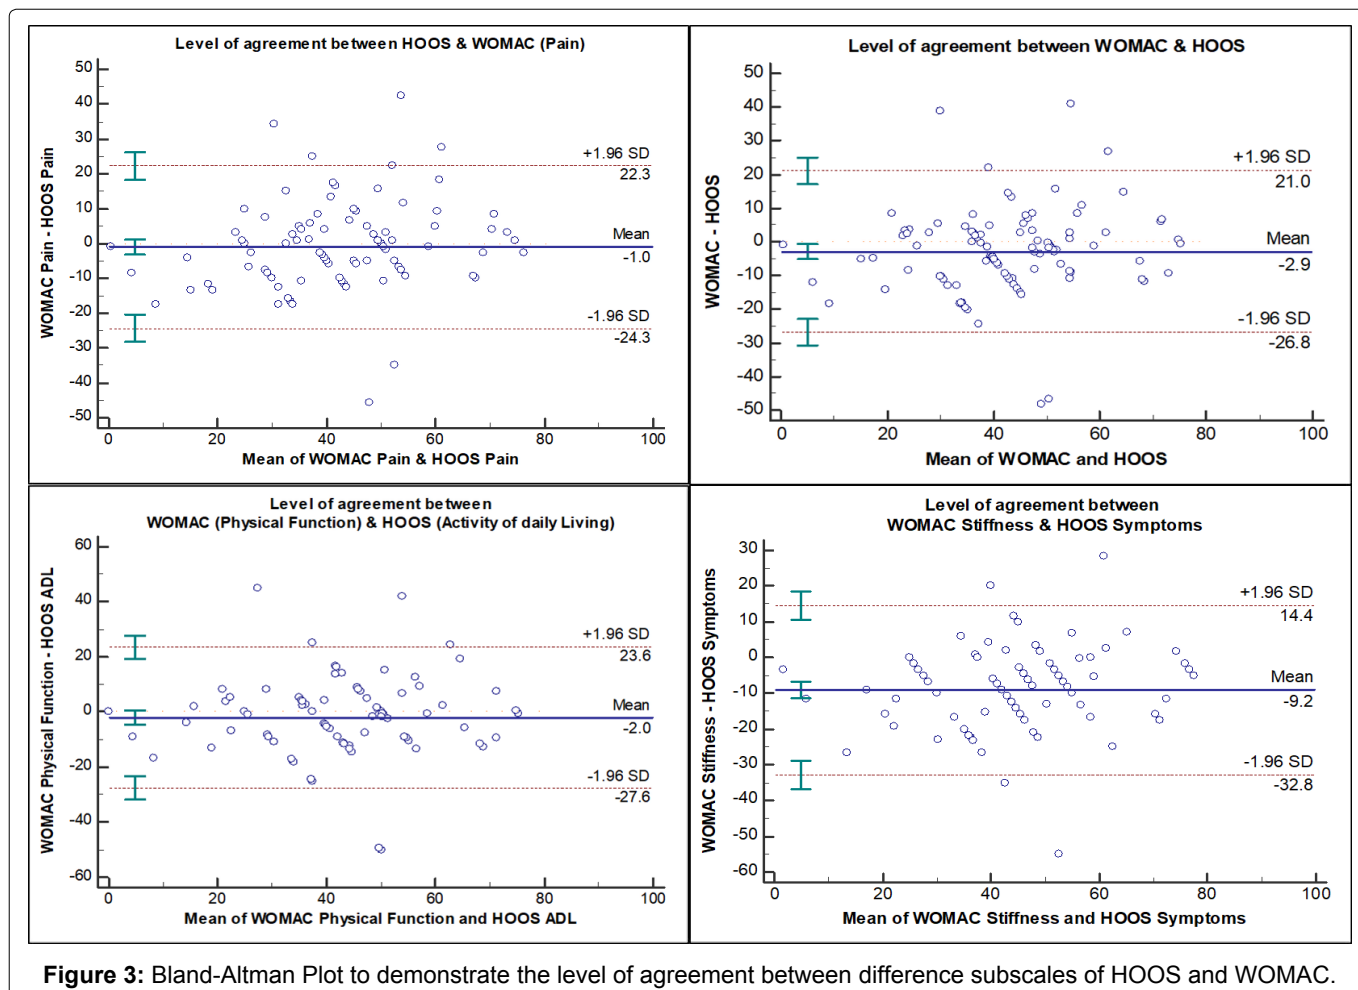 Level of agreement between HOOS & WOMAC (Pain)
WOMAC Pain - HOOS Pain
50
40
30
20
10
0
-10
-20
-30
-40
-50
+1.96 SD
22.3
Mean
-1.0
-1.96 SD
-24.3
0 20 40 60 80 100
Mean of WOMAC Pain & HOOS Pain
Level of agreement between WOMAC & HOOS
WOMAC - HOOS
50
40
30
20
10
0
-10
-20
-30
-40
-50
+1.96 SD
21.0
Mean
-2.9
-1.96 SD
-26.8
0 20 40 60 80 100
Mean of WOMAC and HOOS
Level of agreement between
WOMAC (Physical Function) & HOOS (Activity of daily Living)
WOMAC Physical Function - HOOS ADL
60
40
20
0
-20
-40
-60
+1.96 SD
23.6
Mean
-2.0
-1.96 SD
-27.6
0 20 40 60 80 100
Mean of WOMAC Physical Function and HOOS ADL
Level of agreement between
WOMAC Stiffness & HOOS Symptoms
WOMAC Stiffness - HOOS Symptoms
30
20
10
0
-10
-20
-30
-40
-50
-60
+1.96 SD
14.4
Mean
-9.2
-1.96 SD
-32.8
0 20 40 60 80 100
Mean of WOMAC Stiffness and HOOS Symptoms
Figure 3: Bland-Altman Plot to demonstrate the level of agreement between difference subscales of HOOS and WOMAC.